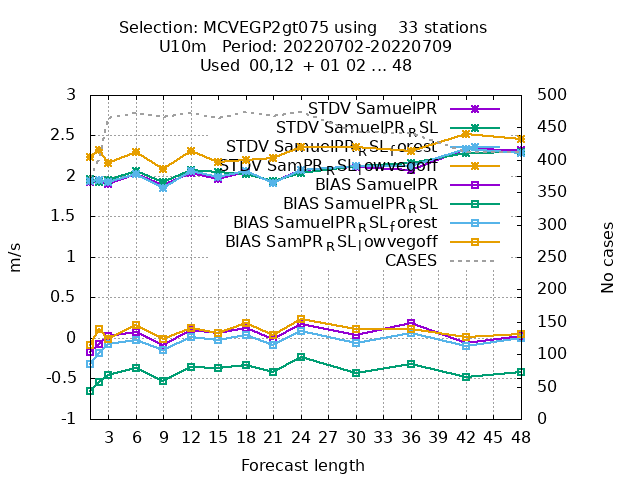 Selection: MCVEGP2gt075 using 33 stations
U10m Period: 20220702-20220709
Used 00,12 + 01 02 ... 48
3 500
STDV SamuelPR
STDV SamuelPR_RSL
2.5 450
STDV SamuelPR_RSL_forest
STDV SamPR_RSL_lowvegoff
2 400
BIAS SamuelPR
350
BIAS SamuelPR_RSL
1.5 300
BIAS SamuelPR_RSL_forest
BIAS SamPR_RSL_lowvegoff
1 250
CASES
0.5 200
0 150
100
-0.5 50
-1 0
m/s
No cases
3 6 9 12 15 18 21 24 27 30 33 36 39 42 45 48
Forecast length